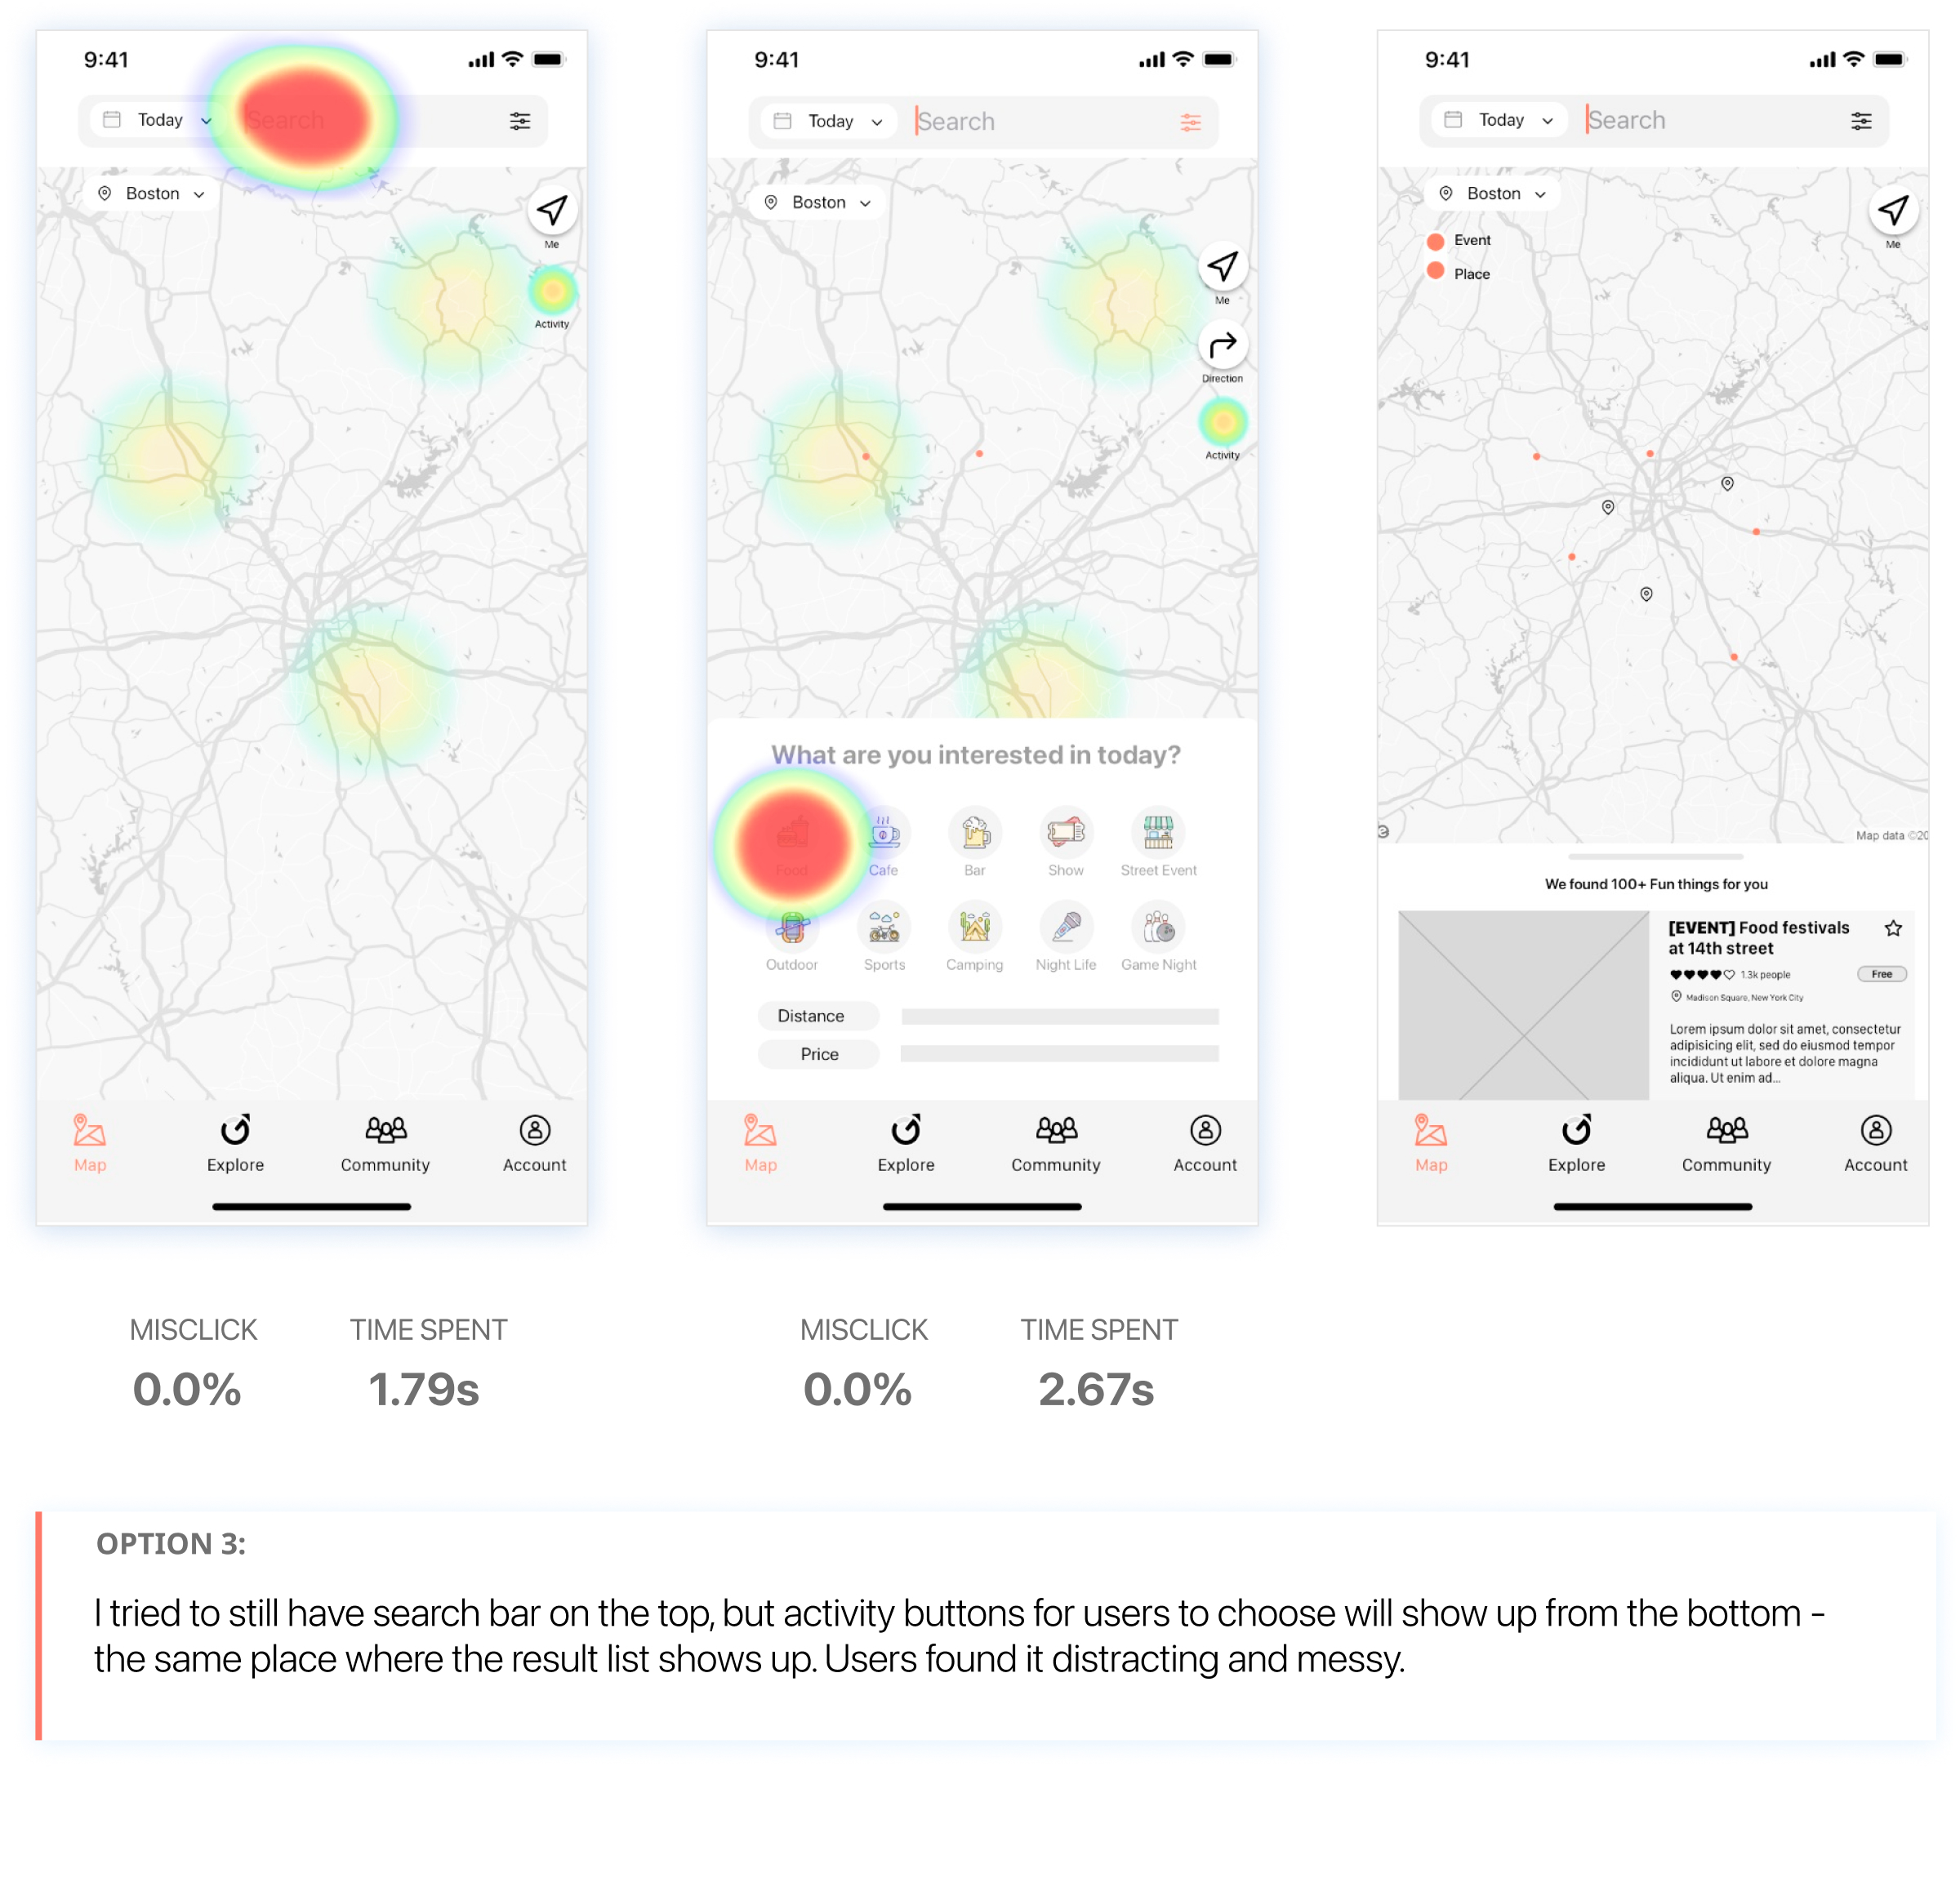 9:41
Today
Search
Boston
Me
Activity
Map
Explore
Community
Account
9:41
Today
Search
Boston
Me
Direction
Activity
What are you interested in today?
Food Cafe Bar Show Street Event
Outdoor Sports Camping Night Life Game Night
Distance
Price
Map
Explore
Community
Account
9:41
Today
Search
Boston
Me
Event
Place
Map data ©20
We found 100+ Fun things for you
[EVENT] Food festivals
at 14th street
1.3k people
Free
Madison Square, New York City
Lorem ipsum dolor sit amet, consectetur
adipisicing elit, sed do eiusmod tempor
incididunt ut labore et dolore magna
aliqua. Ut enim ad...
Map
Explore
Community
Account
MISCLICK TIME SPENT
0.0% 1.79s
MISCLICK TIME SPENT
0.0% 2.67s
OPTION 3:
I tried to still have search bar on the top, but activity buttons for users to choose will show up from the bottom -
the same place where the result list shows up. Users found it distracting and messy.